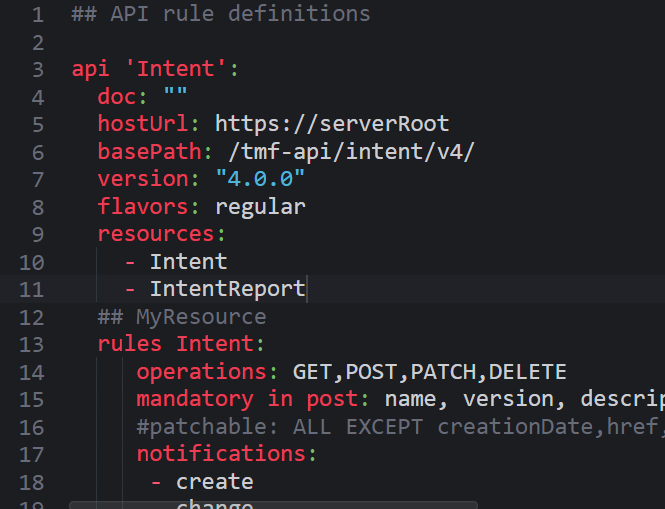 1 ## API rule definitions
2
3 api 'Intent':
4 doc: ""
5 hostUrl: https://serverRoot
6 basePath: /tmf-api/intent/v4/
7 version: "4.0.0"
8 flavors: regular
9 resources:
10 - Intent
11 - IntentReport
12 ## MyResource
13 rules Intent:
14 operations: GET,POST,PATCH,DELETE
15 mandatory in post: name, version, descrip
16 #patchable: ALL EXCEPT creationDate,href,
17 notifications:
18 - create
19 change